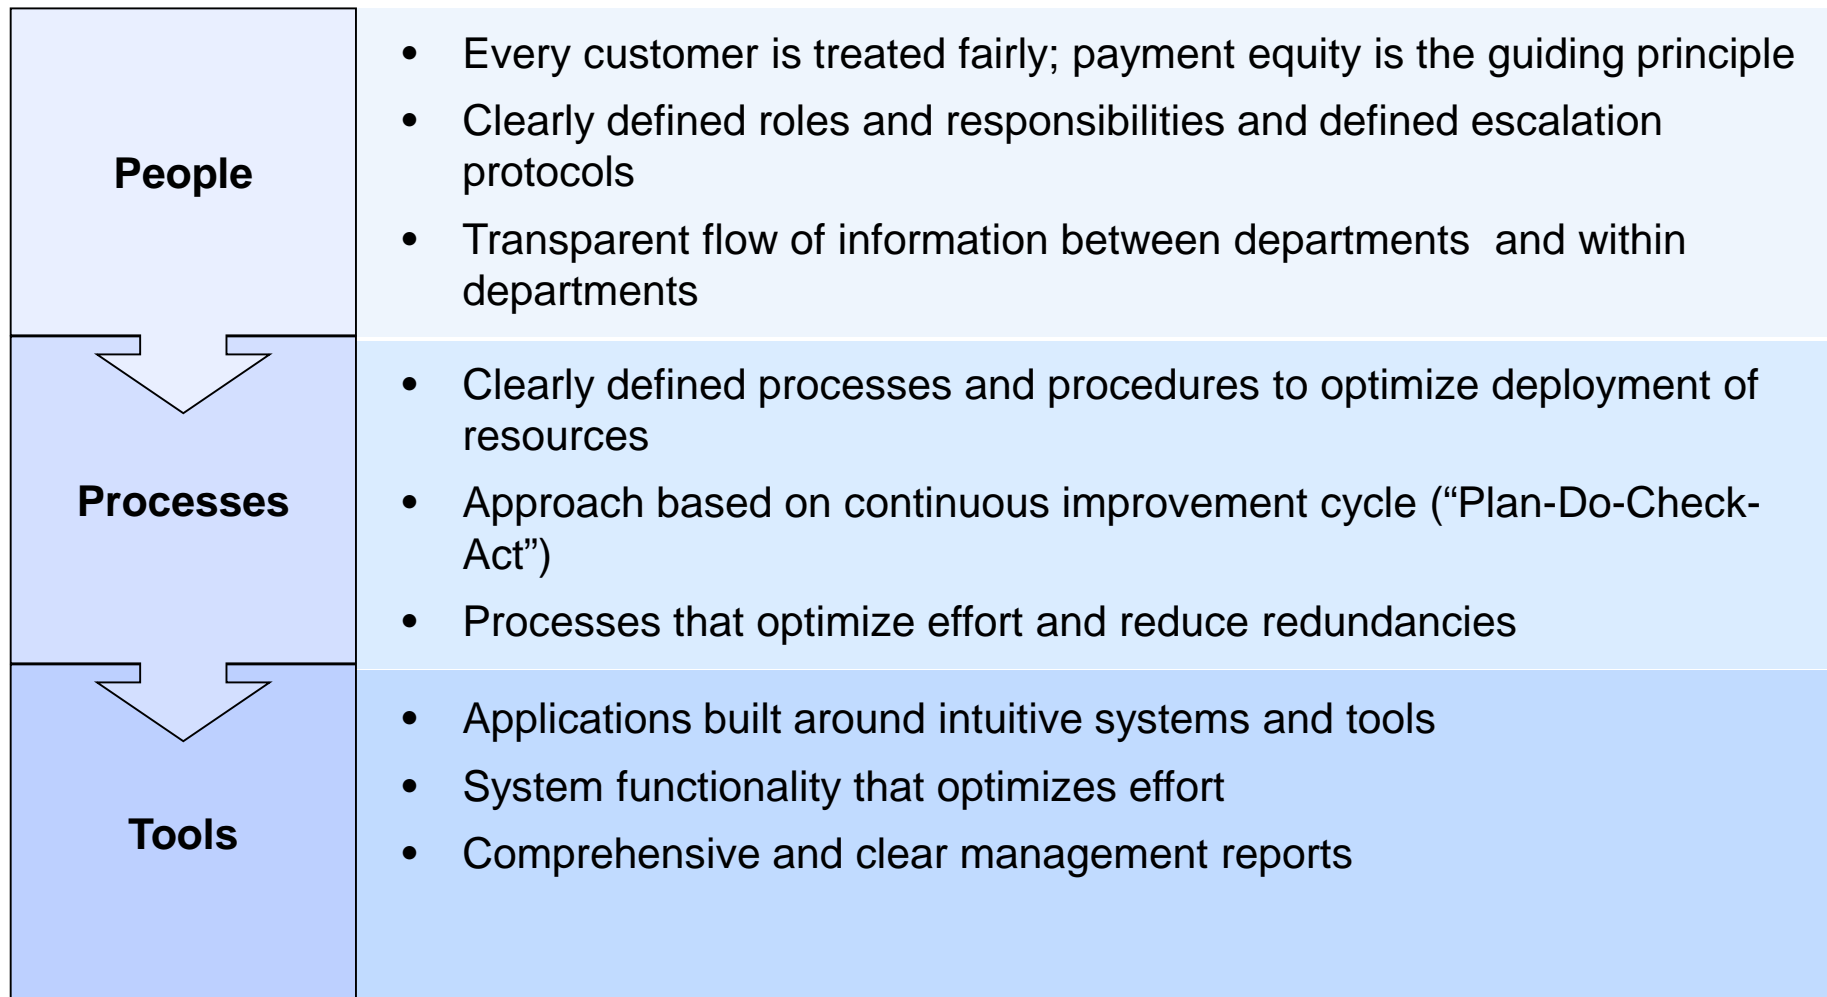 People
• Every customer is treated fairly; payment equity is the guiding principle
• Clearly defined roles and responsibilities and defined escalation
protocols
• Transparent flow of information between departments  and within
departments
Processes
• Clearly defined processes and procedures to optimize deployment of
resources
• Approach based on continuous improvement cycle (“Plan-Do-Check-
Act”)
• Processes that optimize effort and reduce redundancies
Tools
• Applications built around intuitive systems and tools
• System functionality that optimizes effort
• Comprehensive and clear management reports